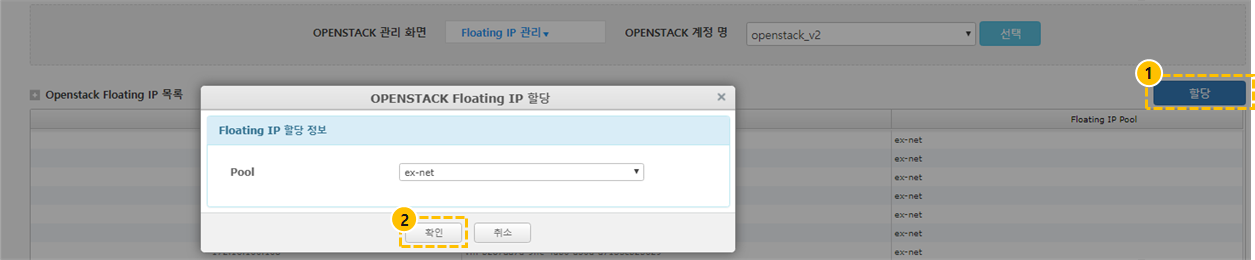 OPENSTACK 관리 화면 Floating IP 관리▼ OPENSTACK 계정 명 openstack_v2 선택
1
Openstack Floating IP 목록 할당
OPENSTACK Floating IP 할당 ×
Floating IP Pool
Floating IP 할당 정보
ex-net
ex-net
Pool ex-net
ex-net
ex-net
ex-net
2
확인 취소
ex-net
ex-net